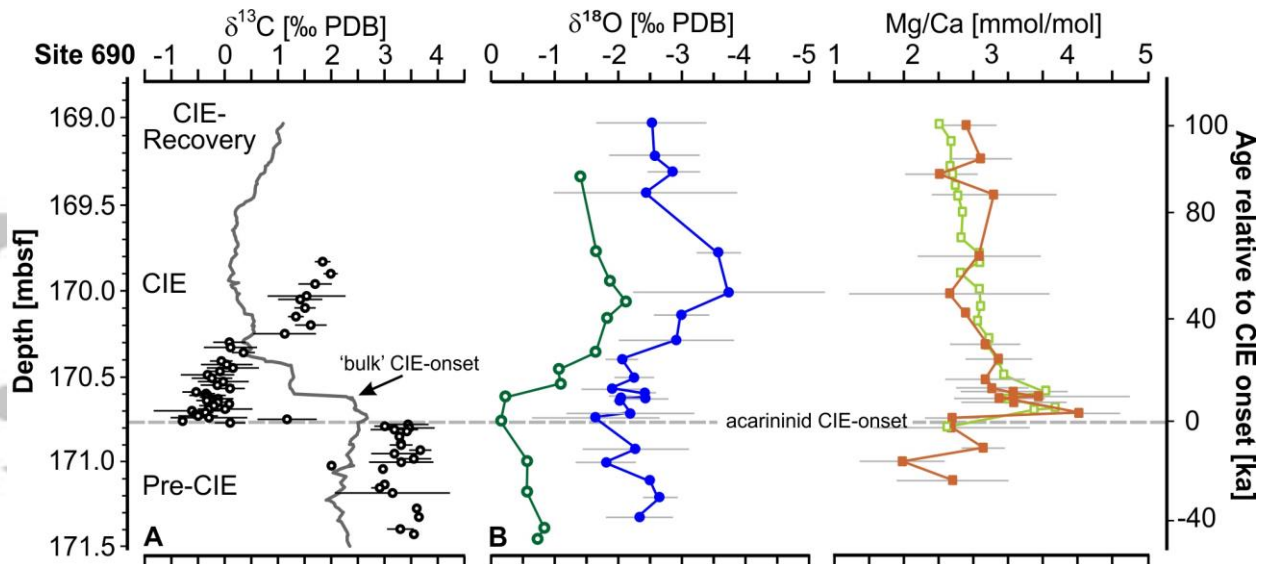 δ¹³C [‰ PDB]
δ¹⁸O [‰ PDB]
Mg/Ca [mmol/mol]
Site 690
-1 0 1 2 3 4
0 -1 -2 -3 -4 -5
1 2 3 4 5
Depth [mbsf]
169.0
169.5
170.0
170.5
171.0
171.5
CIE-
Recovery
CIE
Pre-CIE
'bulk' CIE-onset
acarininid CIE-onset
A
B
100
80
40
20
0
-20
-40
Age relative to CIE onset [ka]